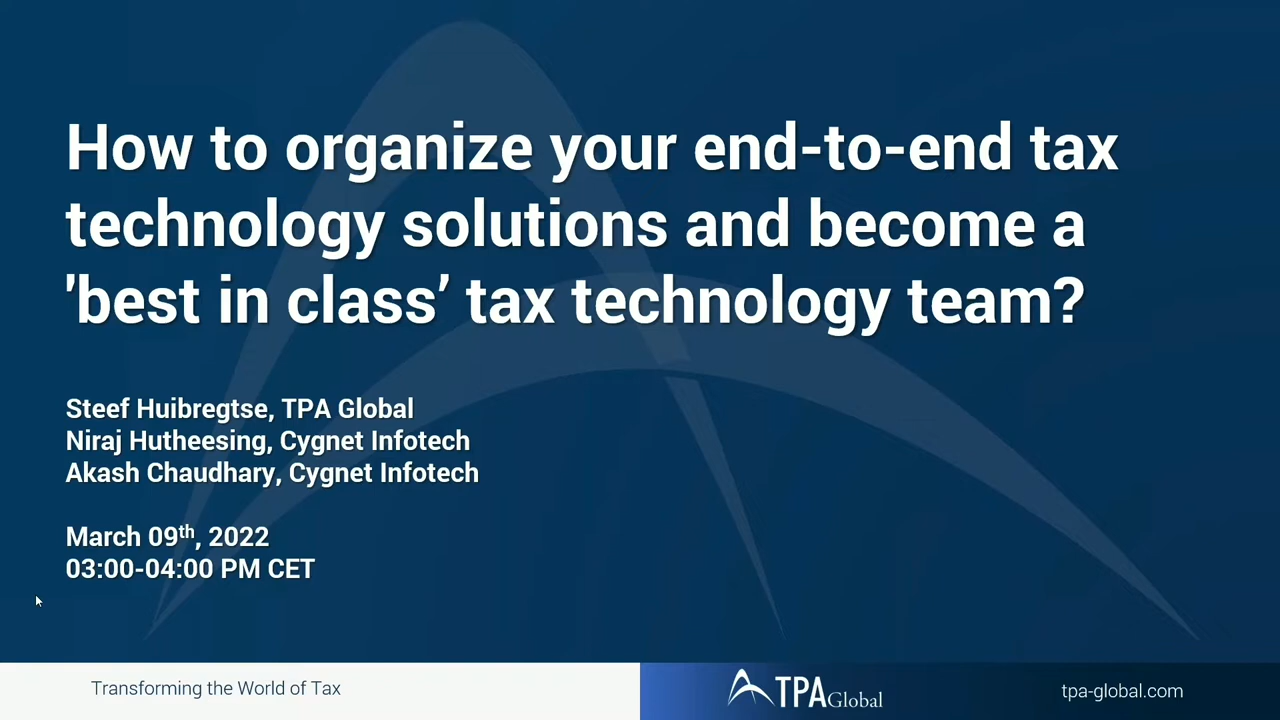 How to organize your end-to-end tax
technology solutions and become a
'best in class’ tax technology team?
Steef Huibregtse, TPA Global
Niraj Hutheesing, Cygnet Infotech
Akash Chaudhary, Cygnet Infotech
March 09th, 2022
03:00-04:00 PM CET
Transforming the World of Tax
TPA Global
tpa-global.com